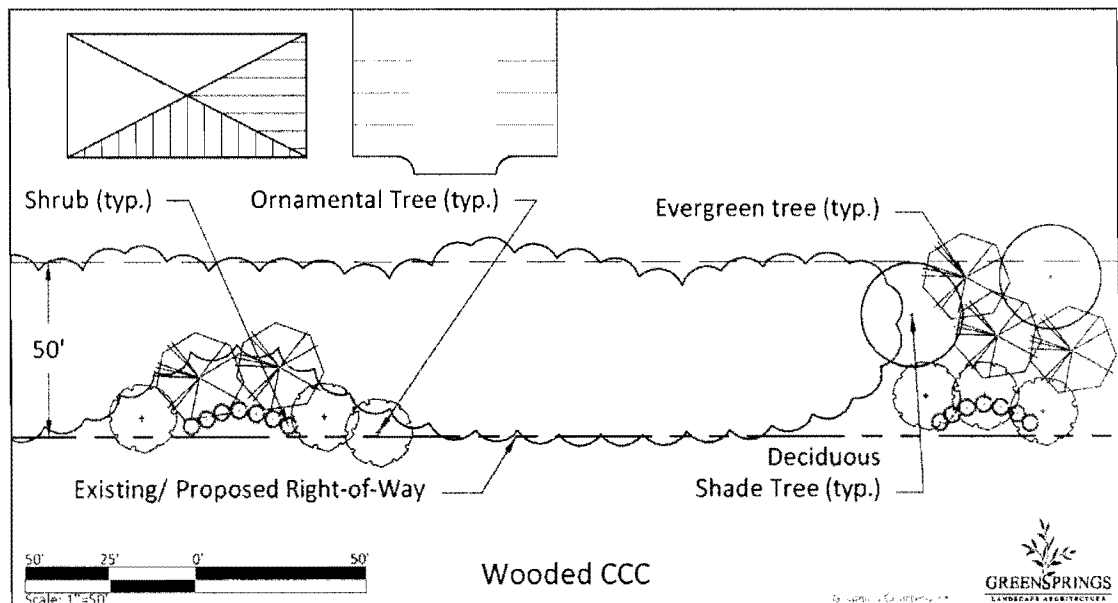 Shrub (typ.)
Ornamental Tree (typ.)
Evergreen tree (typ.)
50'
Deciduous
Shade Tree (typ.)
Existing/ Proposed Right-of-Way
50' 25' 0' 50'
Scale: 1"=50'
Wooded CCC
GREENSPRINGS
LANDSCAPE ARCHITECTURE